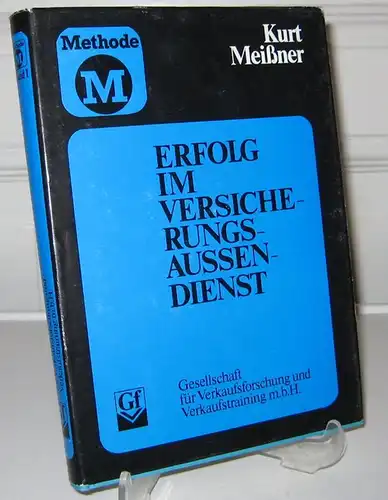 Methode
M
Kurt
Meißner
ERFOLG
IM
VERSICHE-
RUNGS-
AUSSEN-
DIENST
Gf
Gesellschaft
für Verkaufsforschung und
Verkaufstraining m.b.H.